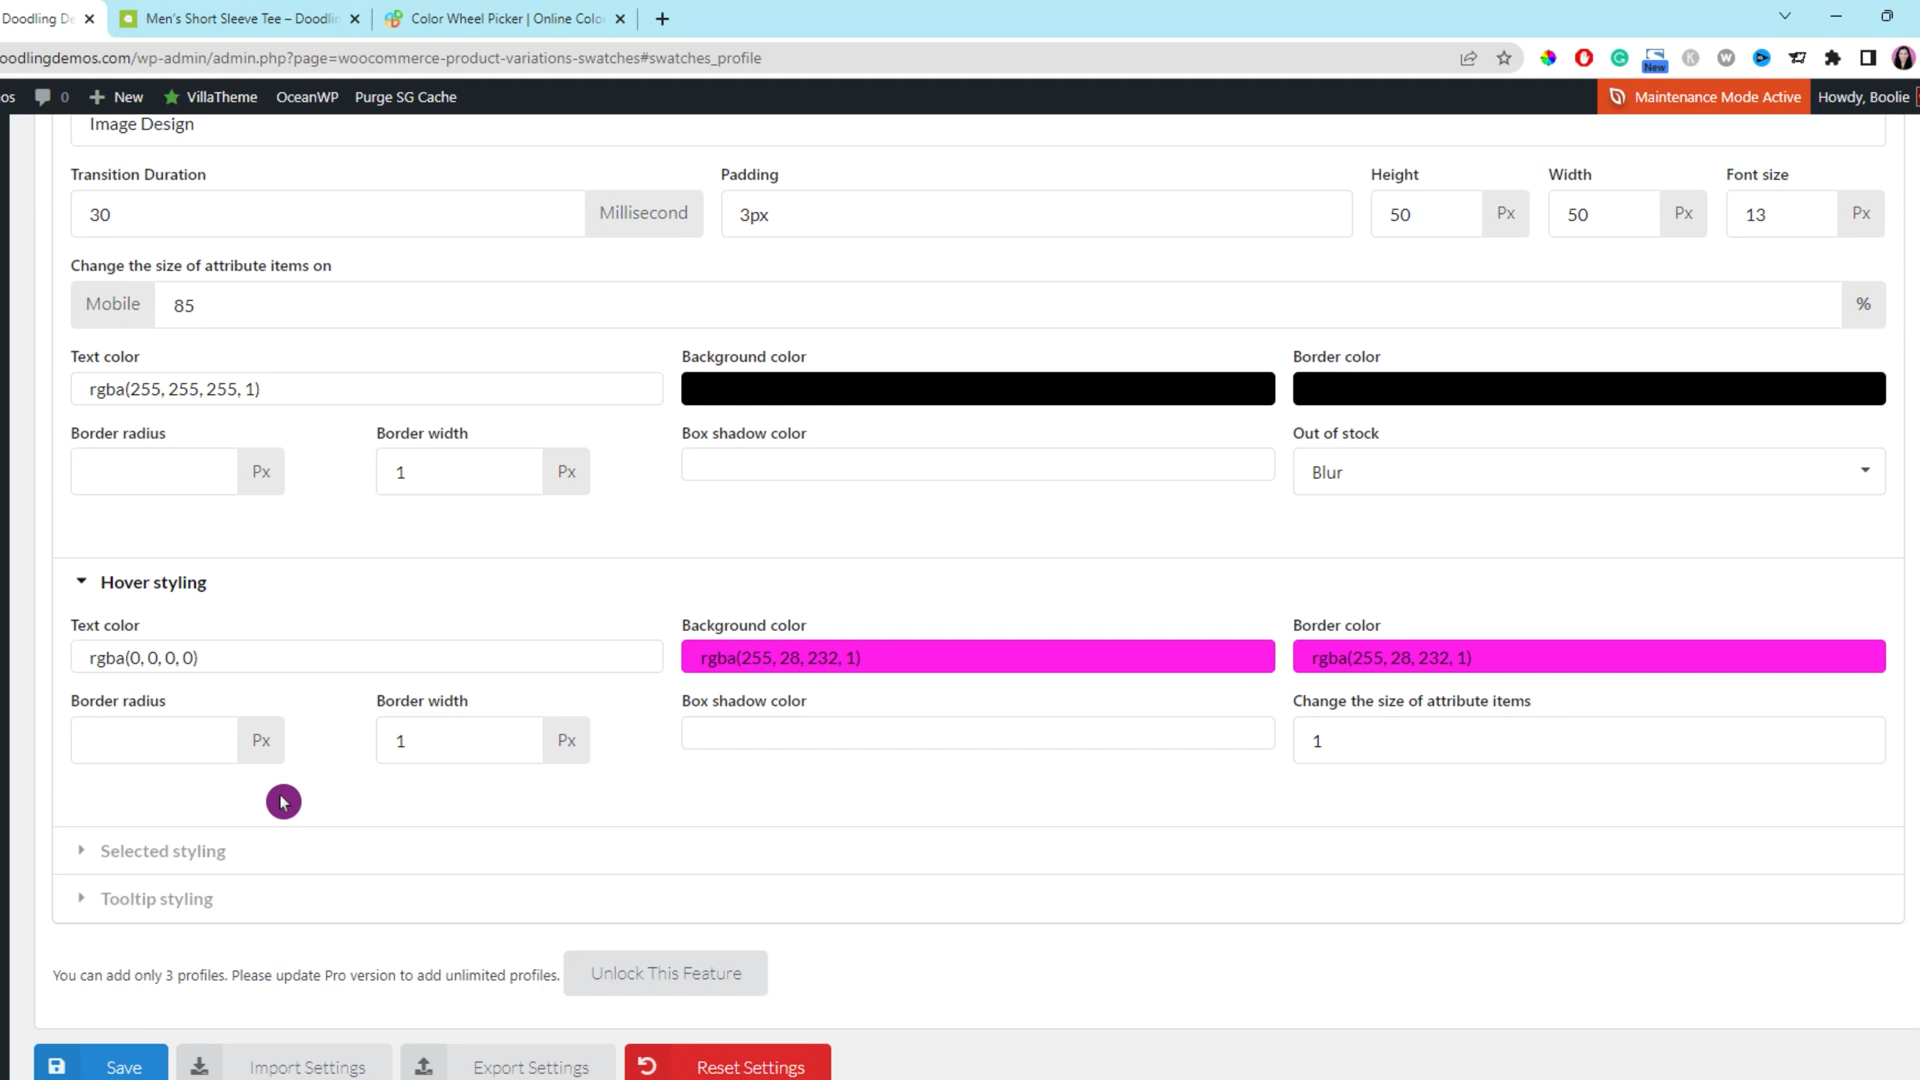 Doodling De
Men's Short Sleeve Tee – Doodlin
Color Wheel Picker | Online Colo
oodlingdemos.com/wp-admin/admin.php?page=woocommerce-product-variations-swatches#swatches_profile
New
os 0 New VillaTheme OceanWP Purge SG Cache Maintenance Mode Active Howdy, Boolie
Image Design
Transition Duration Padding Height Width Font size
30 Millisecond 3px 50 Px 50 Px 13 Px
Change the size of attribute items on
Mobile 85 %
Text color Background color Border color
rgba(255, 255, 255, 1)
Border radius Border width Box shadow color Out of stock
Px 1 Px Blur
Hover styling
Text color Background color Border color
rgba(0, 0, 0, 0) rgba(255, 28, 232, 1) rgba(255, 28, 232, 1)
Border radius Border width Box shadow color Change the size of attribute items
Px 1 Px 1
Selected styling
Tooltip styling
You can add only 3 profiles. Please update Pro version to add unlimited profiles. Unlock This Feature
Save Import Settings Export Settings Reset Settings